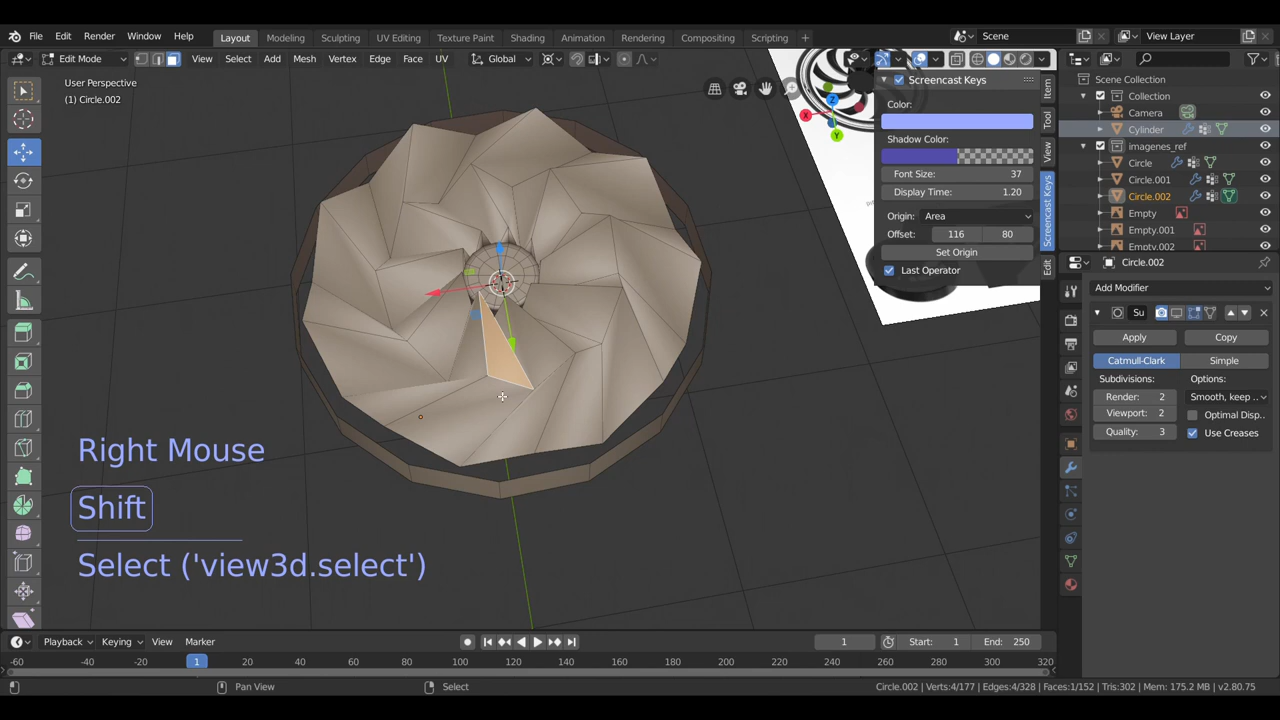 File Edit Render Window Help Layout Modeling Sculpting UV Editing Texture Paint Shading Animation Rendering Compositing Scripting Scene View Layer
Edit Mode View Select Add Mesh Vertex Edge Face UV Global
User Perspective
(1) Circle.002
Screencast Keys
Color:
Shadow Color:
Font Size: 37
Display Time: 1.20
Origin: Area
Offset: 116 80
Set Origin
Last Operator
Item
Tool
View
Screencast Keys
Edit
X
Y
Z
Scene Collection
Collection
Camera
Cylinder
imagenes_ref
Circle
Circle.001
Circle.002
Empty
Empty.001
Empty.002
Circle.002
Add Modifier
Su
Apply Copy
Catmull-Clark Simple
Subdivisions: Options:
Render: 2 Smooth, keep ..
Viewport: 2 Optimal Disp..
Quality: 3 Use Creases
Right Mouse
Shift
Select ('view3d.select')
Playback Keying View Marker 1 Start: 1 End: 250
-60 -40 -20 1 20 40 60 80 100 120 140 160 180 200 220 240 260 280 300 320
Pan View Select Circle.002 | Verts:4/177 | Edges:4/328 | Faces:1/152 | Tris:302 | Mem: 175.2 MB | v2.80.75